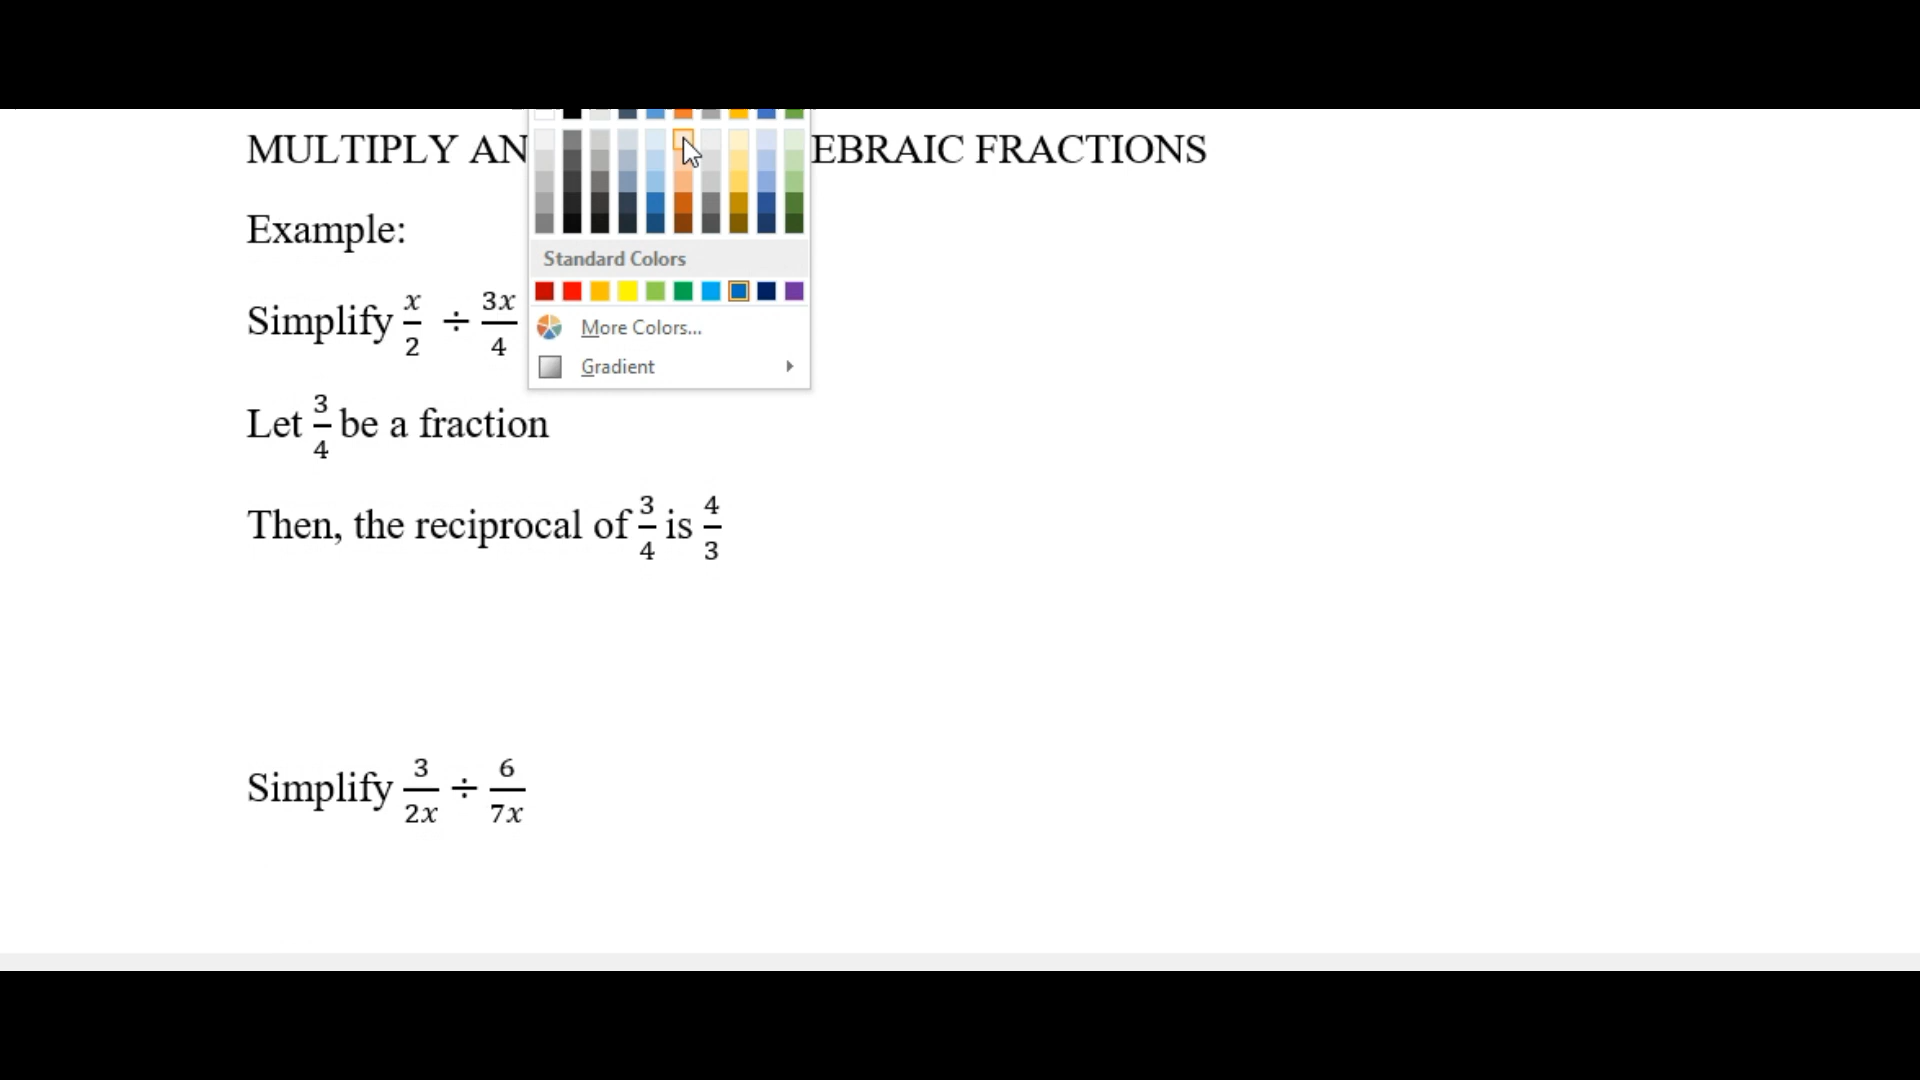 MULTIPLY AN EBRAIC FRACTIONS
Example:
Standard Colors
Simplify x/2 ÷ 3x/4
More Colors...
Gradient
Let 3/4 be a fraction
Then, the reciprocal of 3/4 is 4/3
Simplify 3/2x ÷ 6/7x